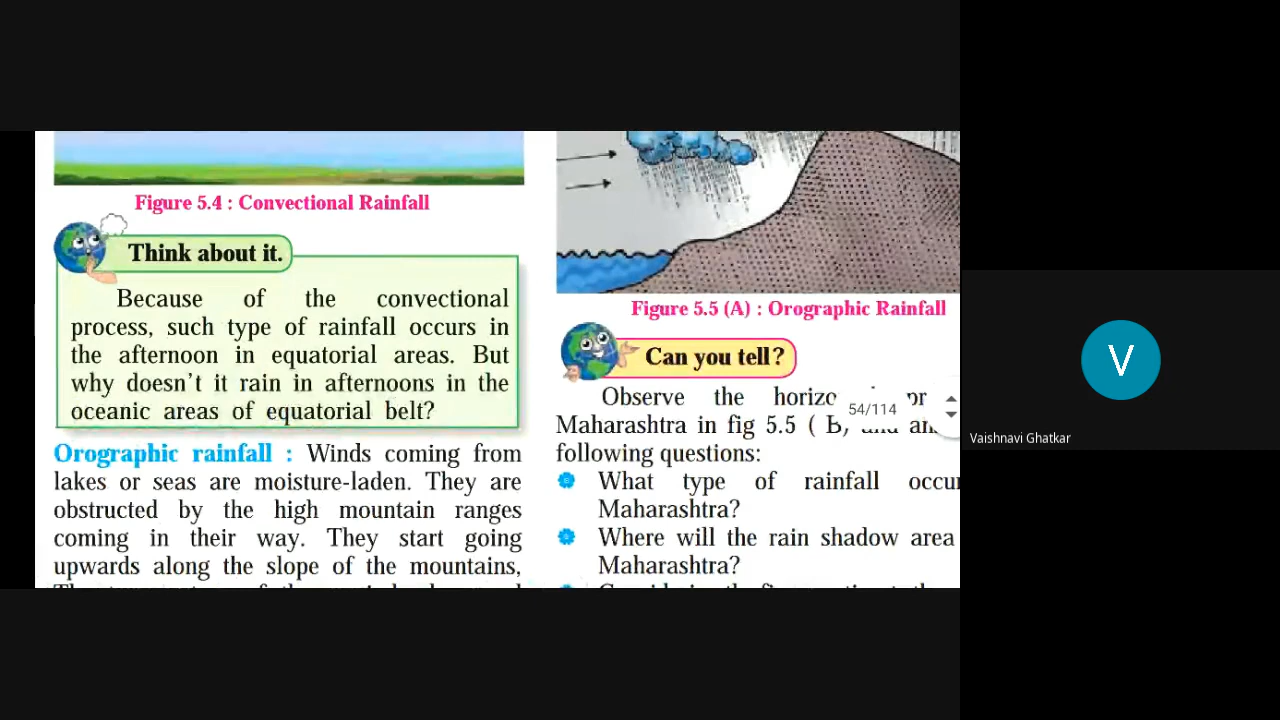 Figure 5.4 : Convectional Rainfall
Think about it.
Because of the convectional
process, such type of rainfall occurs in
the afternoon in equatorial areas. But
why doesn't it rain in afternoons in the
oceanic areas of equatorial belt?
Orographic rainfall : Winds coming from
lakes or seas are moisture-laden. They are
obstructed by the high mountain ranges
coming in their way. They start going
upwards along the slope of the mountains,
Figure 5.5 (A) : Orographic Rainfall
Can you tell?
Observe the
Maharashtra in fig 5.5 ( B,
following questions:
What type of rainfall
Maharashtra?
Where will the rain shadow area
Maharashtra?
54/114
V
Vaishnavi Ghatkar